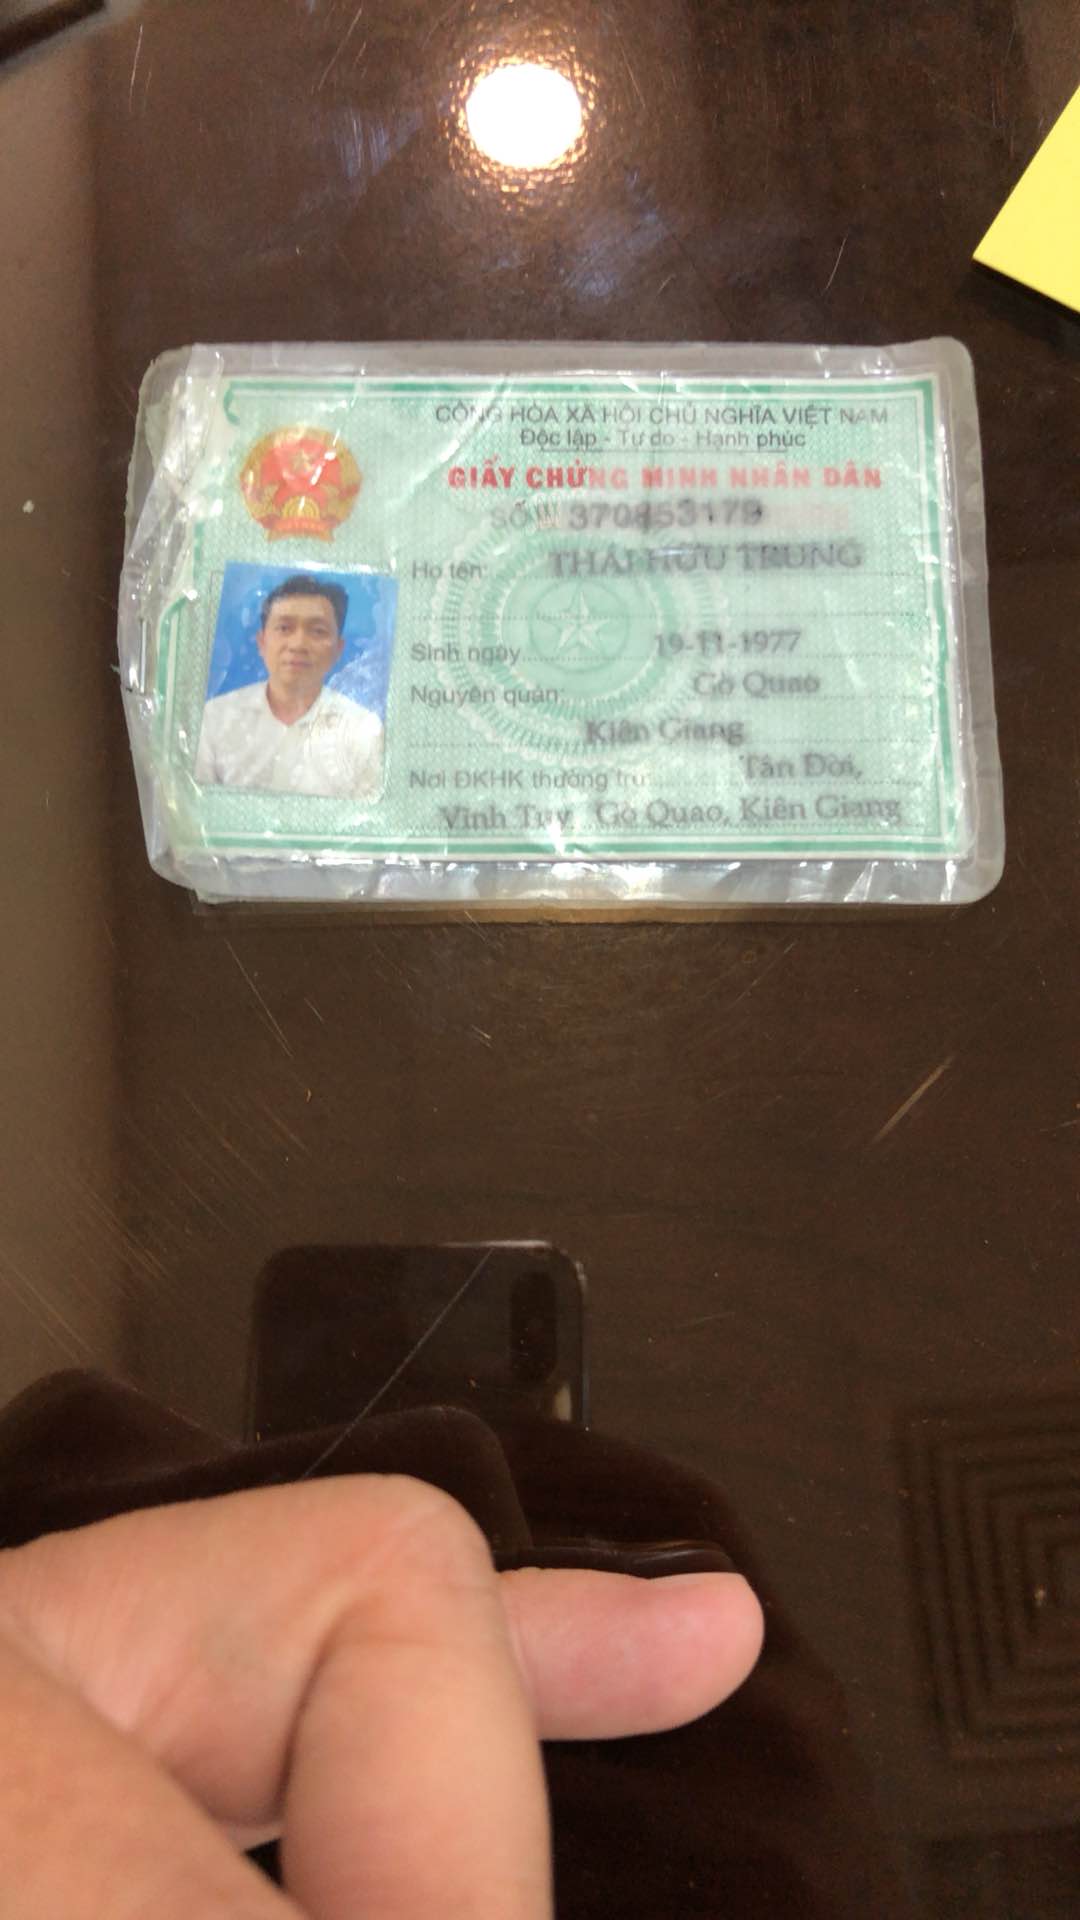 CỘNG HÒA XÃ HỘI CHỦ NGHĨA VIỆT NAM
Độc lập - Tự do - Hạnh phúc
GIẤY CHỨNG MINH NHÂN DÂN
SỐ 370853179
Họ tên: THÁI HỮU TRUNG
Sinh ngày 19-11-1977
Nguyên quán: Gò Quao
Kiên Giang
Nơi ĐKHK thường trú: Tân Đời,
Vĩnh Tuy, Gò Quao, Kiên Giang